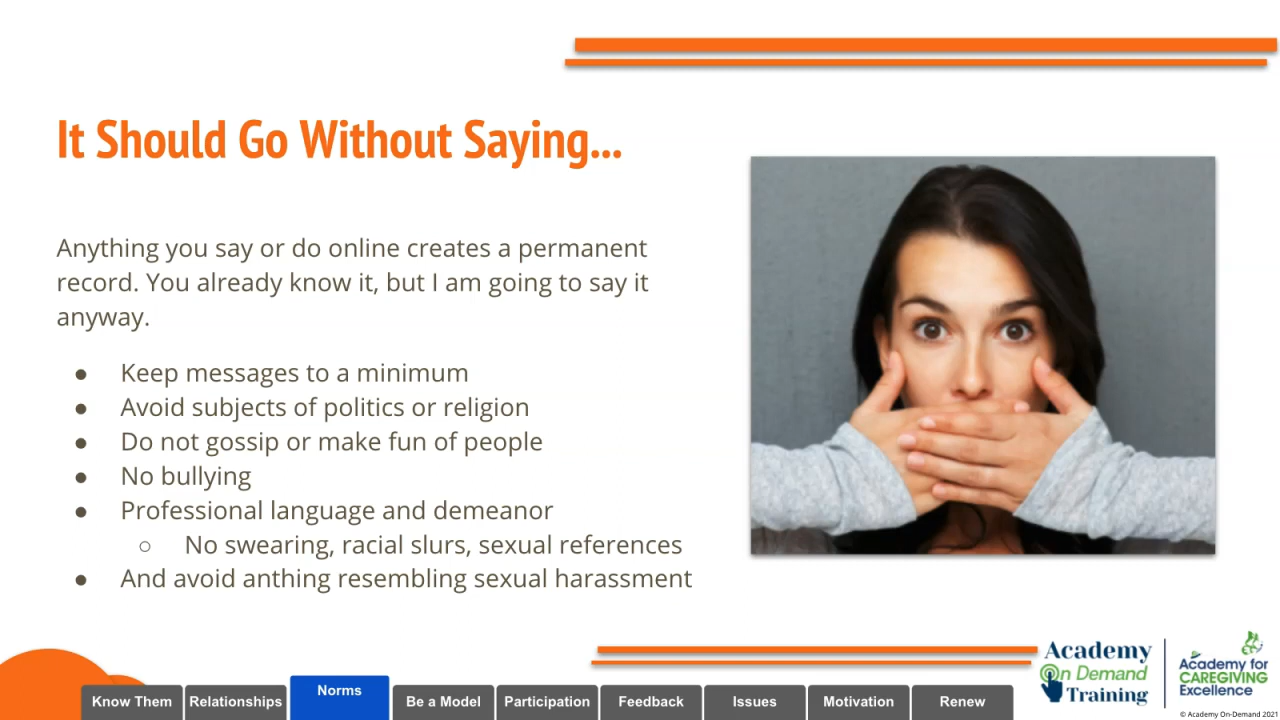 It Should Go Without Saying...
Anything you say or do online creates a permanent
record. You already know it, but I am going to say it
anyway.
● Keep messages to a minimum
● Avoid subjects of politics or religion
● Do not gossip or make fun of people
● No bullying
● Professional language and demeanor
○ No swearing, racial slurs, sexual references
● And avoid anthing resembling sexual harassment
Know Them
Relationships
Norms
Be a Model
Participation
Feedback
Issues
Motivation
Renew
Academy
On Demand
Training
Academy for
CAREGIVING
Excellence
© Academy On-Demand 2021